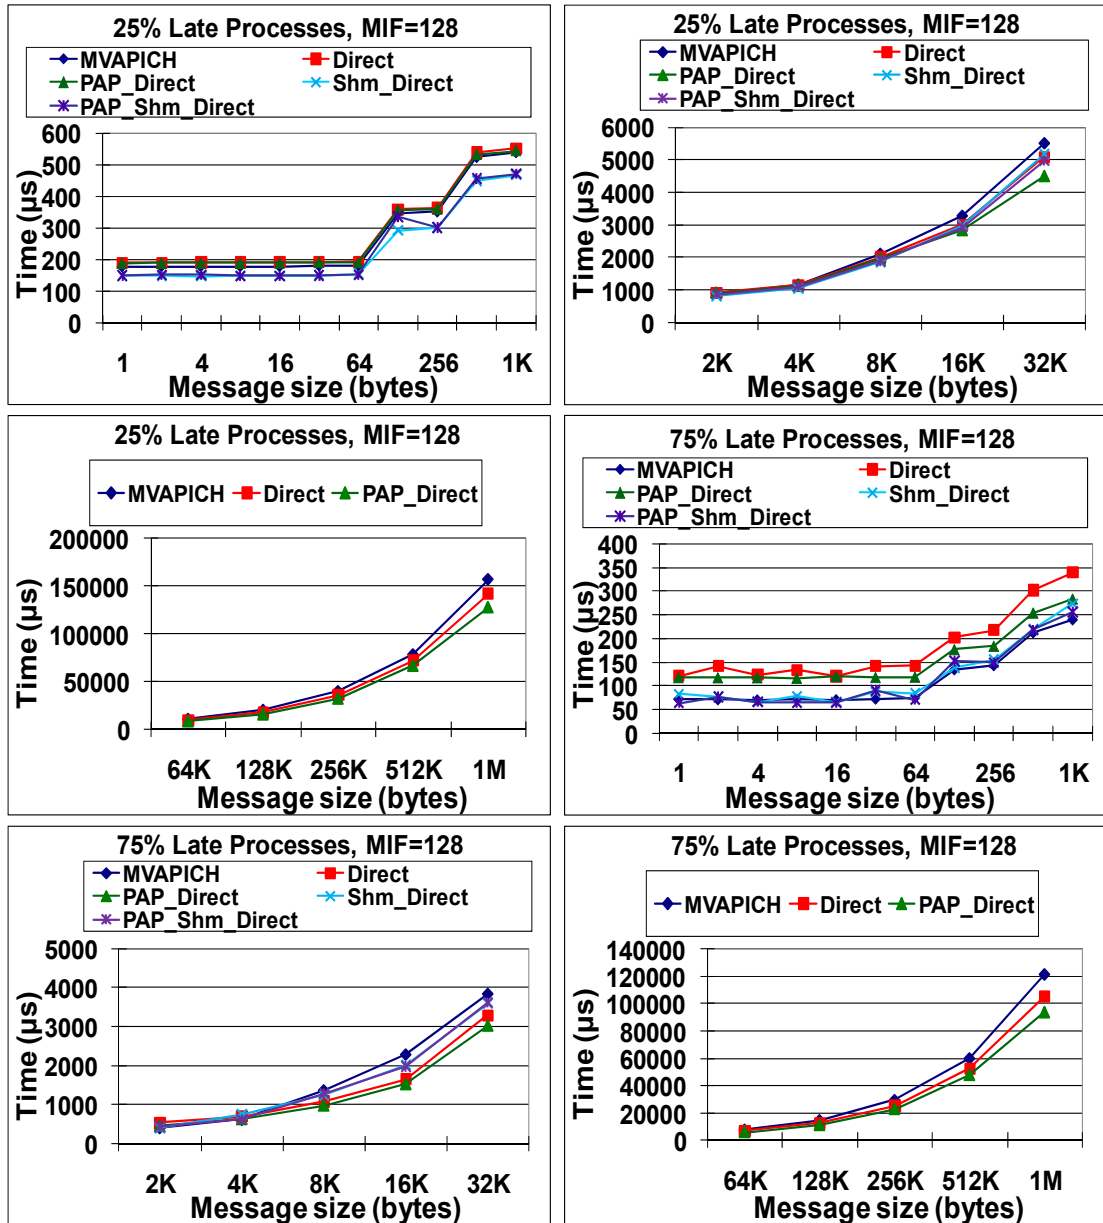 25% Late Processes, MIF=128
MVAPICH Direct
PAP_Direct Shm_Direct
PAP_Shm_Direct
600
500
400
300
200
100
0
Time (µs)
1 4 16 64 256 1K
Message size (bytes)
25% Late Processes, MIF=128
MVAPICH Direct
PAP_Direct Shm_Direct
PAP_Shm_Direct
6000
5000
4000
3000
2000
1000
0
Time (µs)
2K 4K 8K 16K 32K
Message size (bytes)
25% Late Processes, MIF=128
MVAPICH Direct PAP_Direct
200000
150000
100000
50000
0
Time (µs)
64K 128K 256K 512K 1M
Message size (bytes)
75% Late Processes, MIF=128
MVAPICH Direct
PAP_Direct Shm_Direct
PAP_Shm_Direct
400
350
300
250
200
150
100
50
0
Time (µs)
1 4 16 64 256 1K
Message size (bytes)
75% Late Processes, MIF=128
MVAPICH Direct
PAP_Direct Shm_Direct
PAP_Shm_Direct
5000
4000
3000
2000
1000
0
Time (µs)
2K 4K 8K 16K 32K
Message size (bytes)
75% Late Processes, MIF=128
MVAPICH Direct PAP_Direct
140000
120000
100000
80000
60000
40000
20000
0
Time (µs)
64K 128K 256K 512K 1M
Message size (bytes)